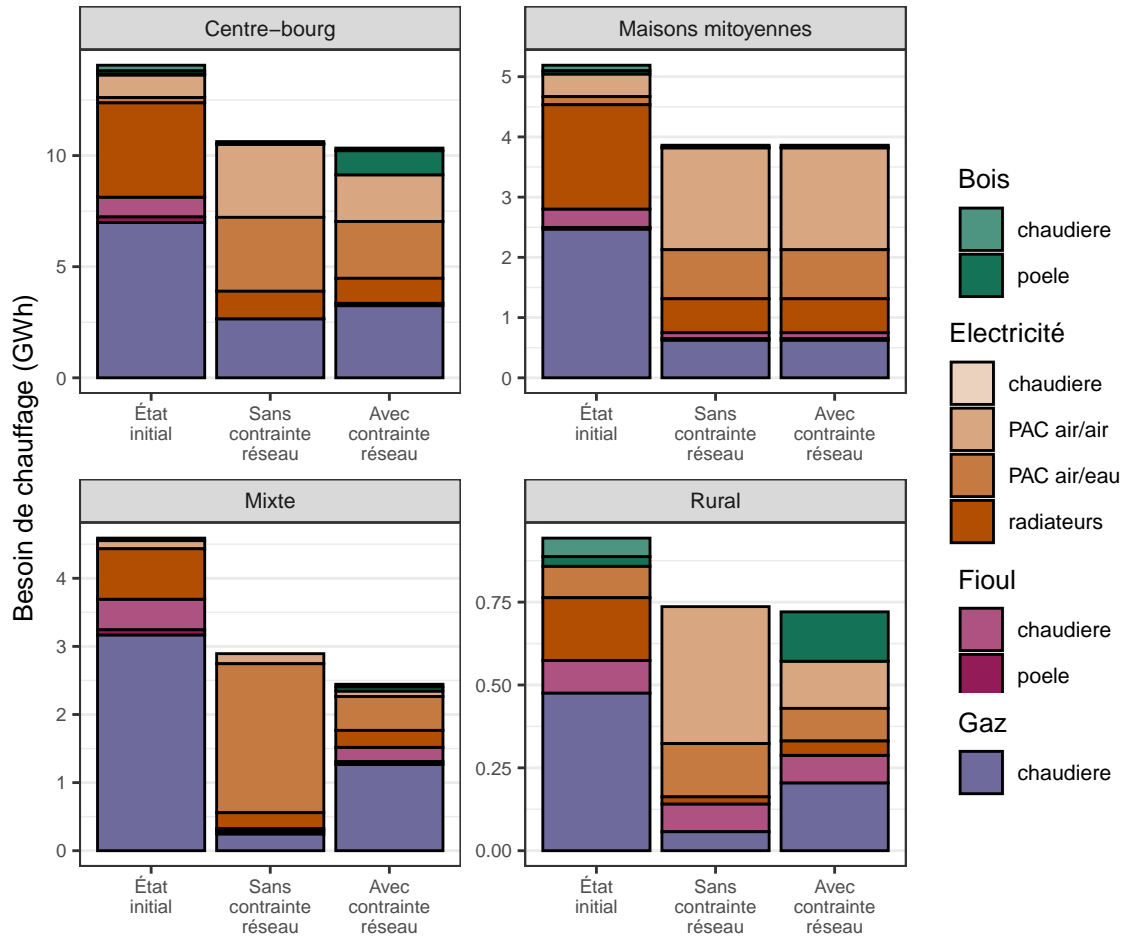 Centre−bourg
Maisons mitoyennes
10
5
0
5
4
3
2
1
0
État
initial
Sans
contrainte
réseau
Avec
contrainte
réseau
État
initial
Sans
contrainte
réseau
Avec
contrainte
réseau
Mixte
Rural
4
3
2
1
0
0.75
0.50
0.25
0.00
État
initial
Sans
contrainte
réseau
Avec
contrainte
réseau
État
initial
Sans
contrainte
réseau
Avec
contrainte
réseau
Besoin de chauffage (GWh)
Bois
chaudiere
poele
Electricité
chaudiere
PAC air/air
PAC air/eau
radiateurs
Fioul
chaudiere
poele
Gaz
chaudiere